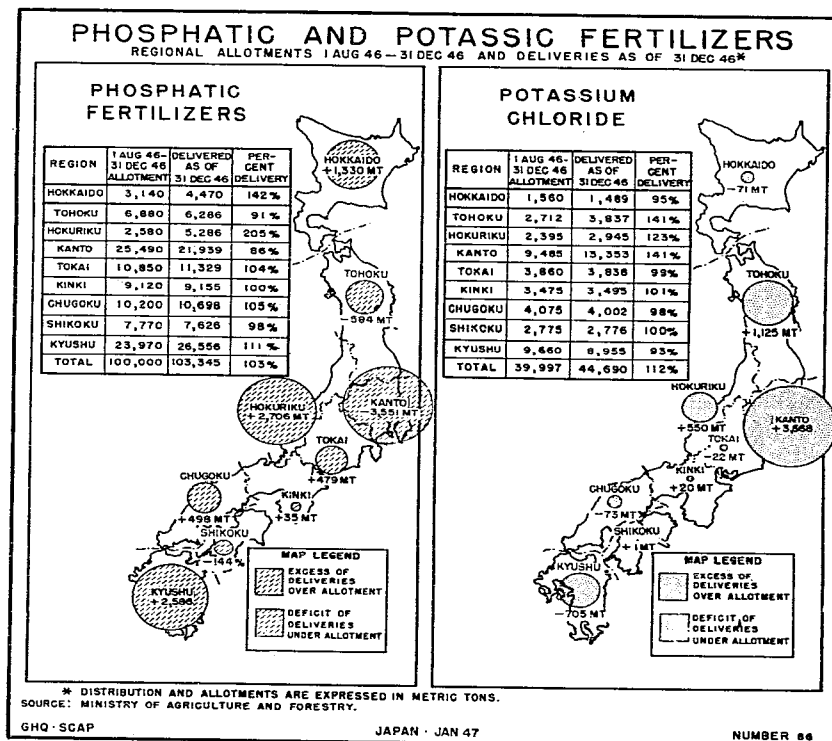 PHOSPHATIC AND POTASSIC FERTILIZERS
REGIONAL ALLOTMENTS 1 AUG 46 – 31 DEC 46 AND DELIVERIES AS OF 31 DEC 46*
PHOSPHATIC
FERTILIZERS
REGION 1 AUG 46- 31 DEC 46 ALLOTMENT DELIVERED AS OF 31 DEC 46 PER- CENT DELIVERY
HOKKAIDO 3,140 4,470 142%
TOHOKU 6,880 6,286 91%
HOKURIKU 2,580 5,286 205%
KANTO 25,490 21,939 86%
TOKAI 10,850 11,329 104%
KINKI 9,120 9,155 100%
CHUGOKU 10,200 10,698 105%
SHIKOKU 7,770 7,626 98%
KYUSHU 23,970 26,556 111%
TOTAL 100,000 103,345 103%
HOKKAIDO
+1,330 MT
TOHOKU
-594 MT
HOKURIKU
+2,706 MT
KANTO
-3,551 MT
TOKAI
+479 MT
CHUGOKU
+498 MT
KINKI
+35 MT
SHIKOKU
-144%
KYUSHU
+2,586
MAP LEGEND
EXCESS OF
DELIVERIES
OVER ALLOTMENT
DEFICIT OF
DELIVERIES
UNDER ALLOTMENT
POTASSIUM
CHLORIDE
REGION 1 AUG 46- 31 DEC 46 ALLOTMENT DELIVERED AS OF 31 DEC 46 PER- CENT DELIVERY
HOKKAIDO 1,560 1,489 95%
TOHOKU 2,712 3,837 141%
HOKURIKU 2,395 2,945 123%
KANTO 9,485 13,353 141%
TOKAI 3,860 3,838 99%
KINKI 3,475 3,495 101%
CHUGOKU 4,075 4,002 98%
SHIKOKU 2,775 2,776 100%
KYUSHU 9,660 8,955 93%
TOTAL 39,997 44,690 112%
HOKKAIDO
-71 MT
TOHOKU
+1,125 MT
HOKURIKU
+550 MT
KANTO
+3,868
TOKAI
-22 MT
KINKI
+20 MT
CHUGOKU
-73 MT
SHIKOKU
+1 MT
KYUSHU
-705 MT
MAP LEGEND
EXCESS OF
DELIVERIES
OVER ALLOTMENT
DEFICIT OF
DELIVERIES
UNDER ALLOTMENT
* DISTRIBUTION AND ALLOTMENTS ARE EXPRESSED IN METRIC TONS.
SOURCE: MINISTRY OF AGRICULTURE AND FORESTRY.
GHQ · SCAP JAPAN · JAN 47 NUMBER 86